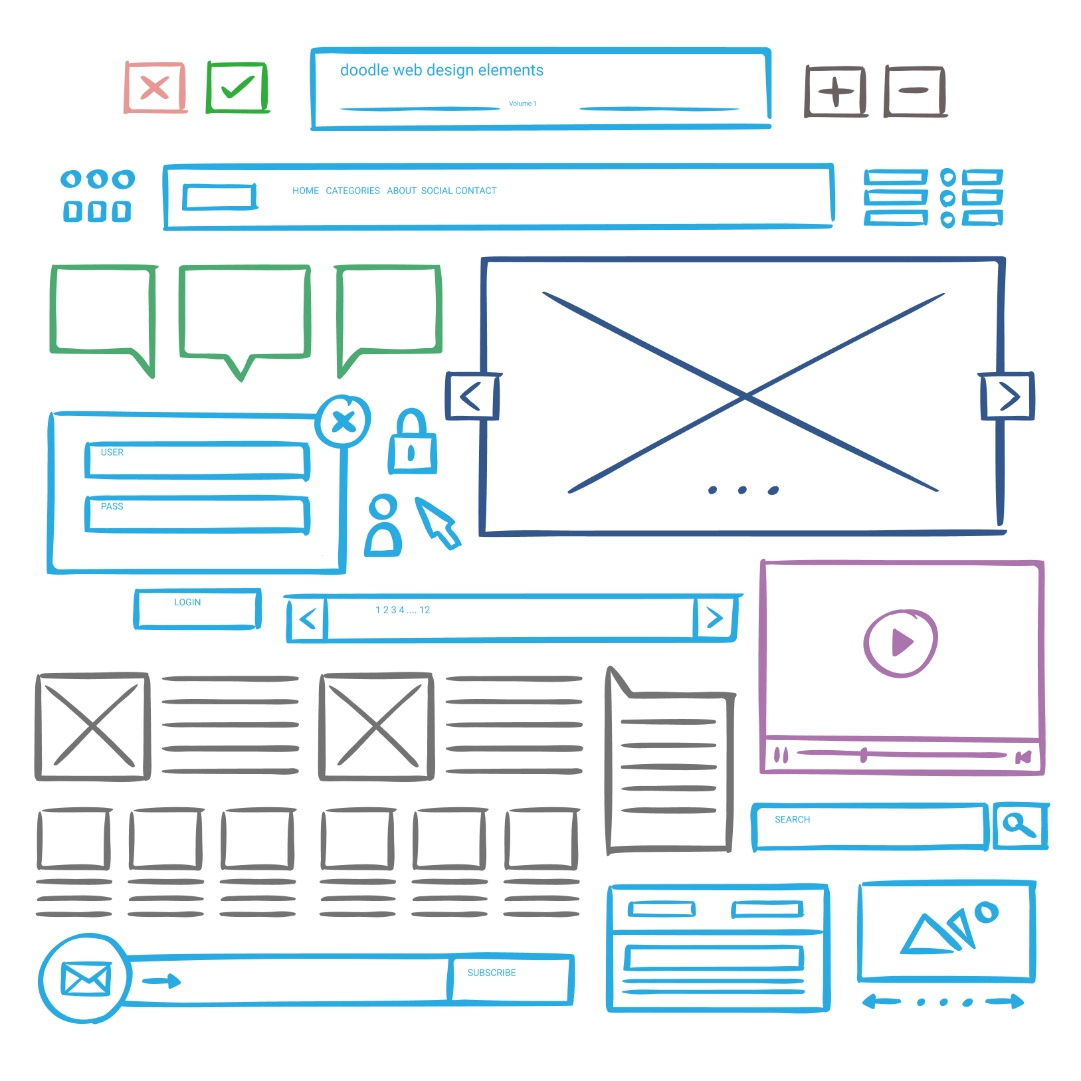 doodle web design elements
Volume 1
HOME CATEGORIES ABOUT SOCIAL CONTACT
USER
PASS
LOGIN
1 2 3 4 .... 12
SEARCH
SUBSCRIBE